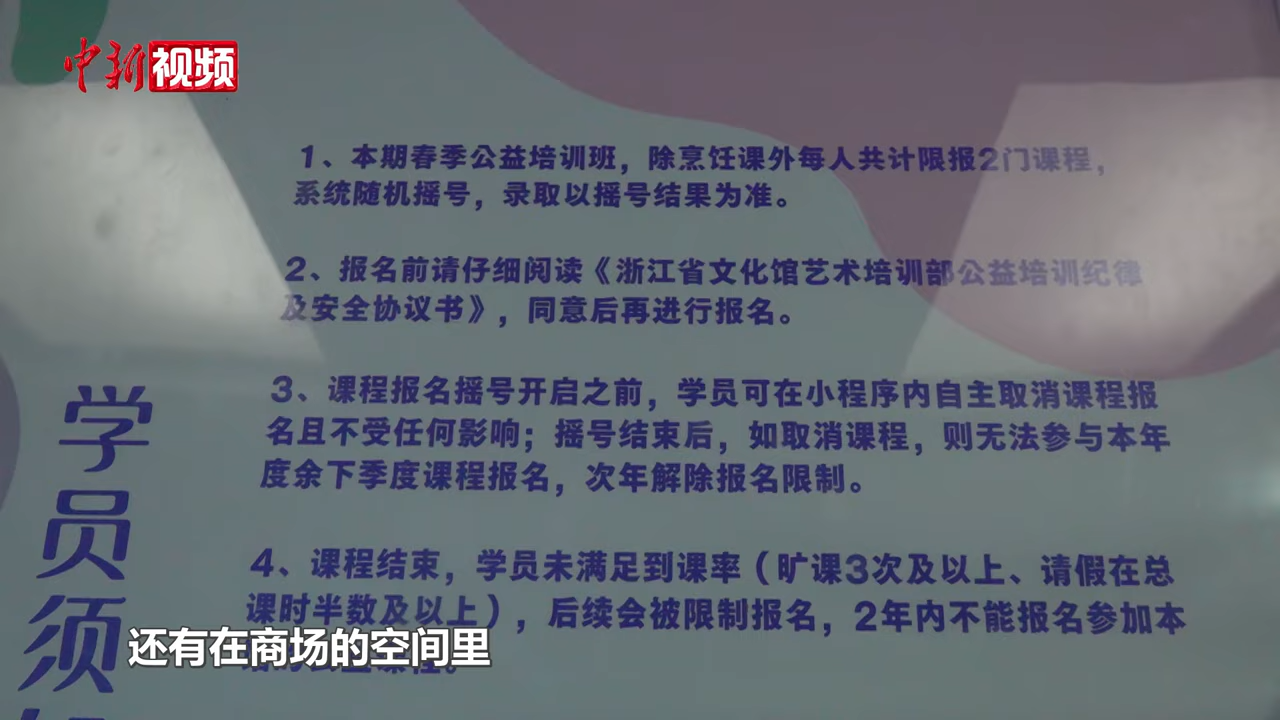 中新视频
1、本期春季公益培训班，除烹饪课外每人共计限报2门课程，
系统随机摇号，录取以摇号结果为准。
2、报名前请仔细阅读《浙江省文化馆艺术培训部公益培训纪律
及安全协议书》，同意后再进行报名。
3、课程报名摇号开启之前，学员可在小程序内自主取消课程报
名且不受任何影响；摇号结束后，如取消课程，则无法参与本年
度余下季度课程报名，次年解除报名限制。
4、课程结束，学员未满足到课率（旷课3次及以上、请假在总
课时半数及以上），后续会被限制报名，2年内不能报名参加本
学员须
还有在商场的空间里